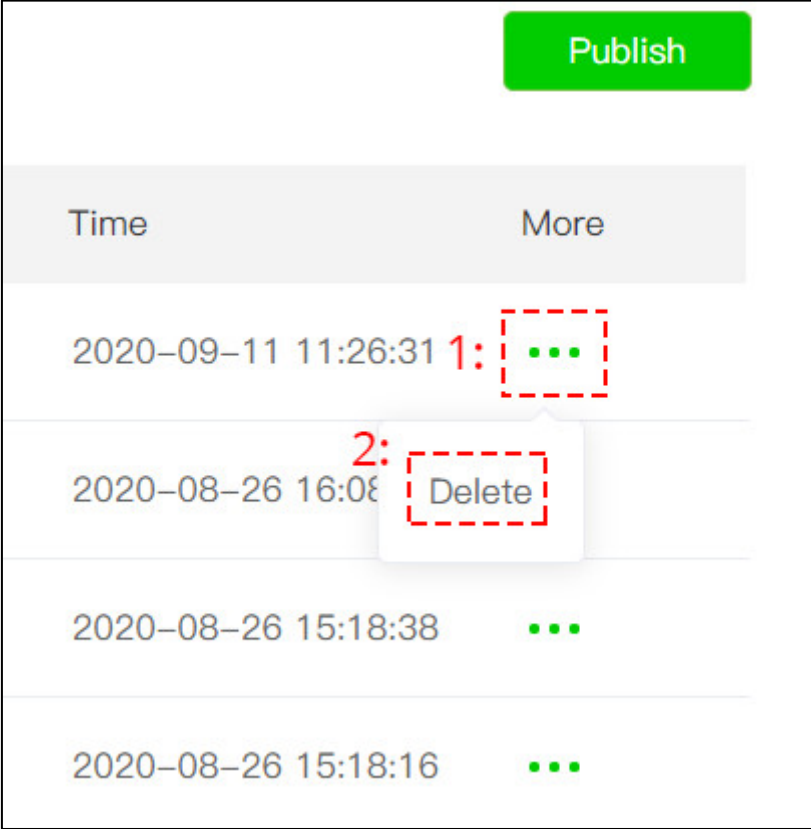 Publish
Time More
2020-09-11 11:26:31 1: •••
2:
2020-08-26 16:08 Delete
2020-08-26 15:18:38 •••
2020-08-26 15:18:16 •••